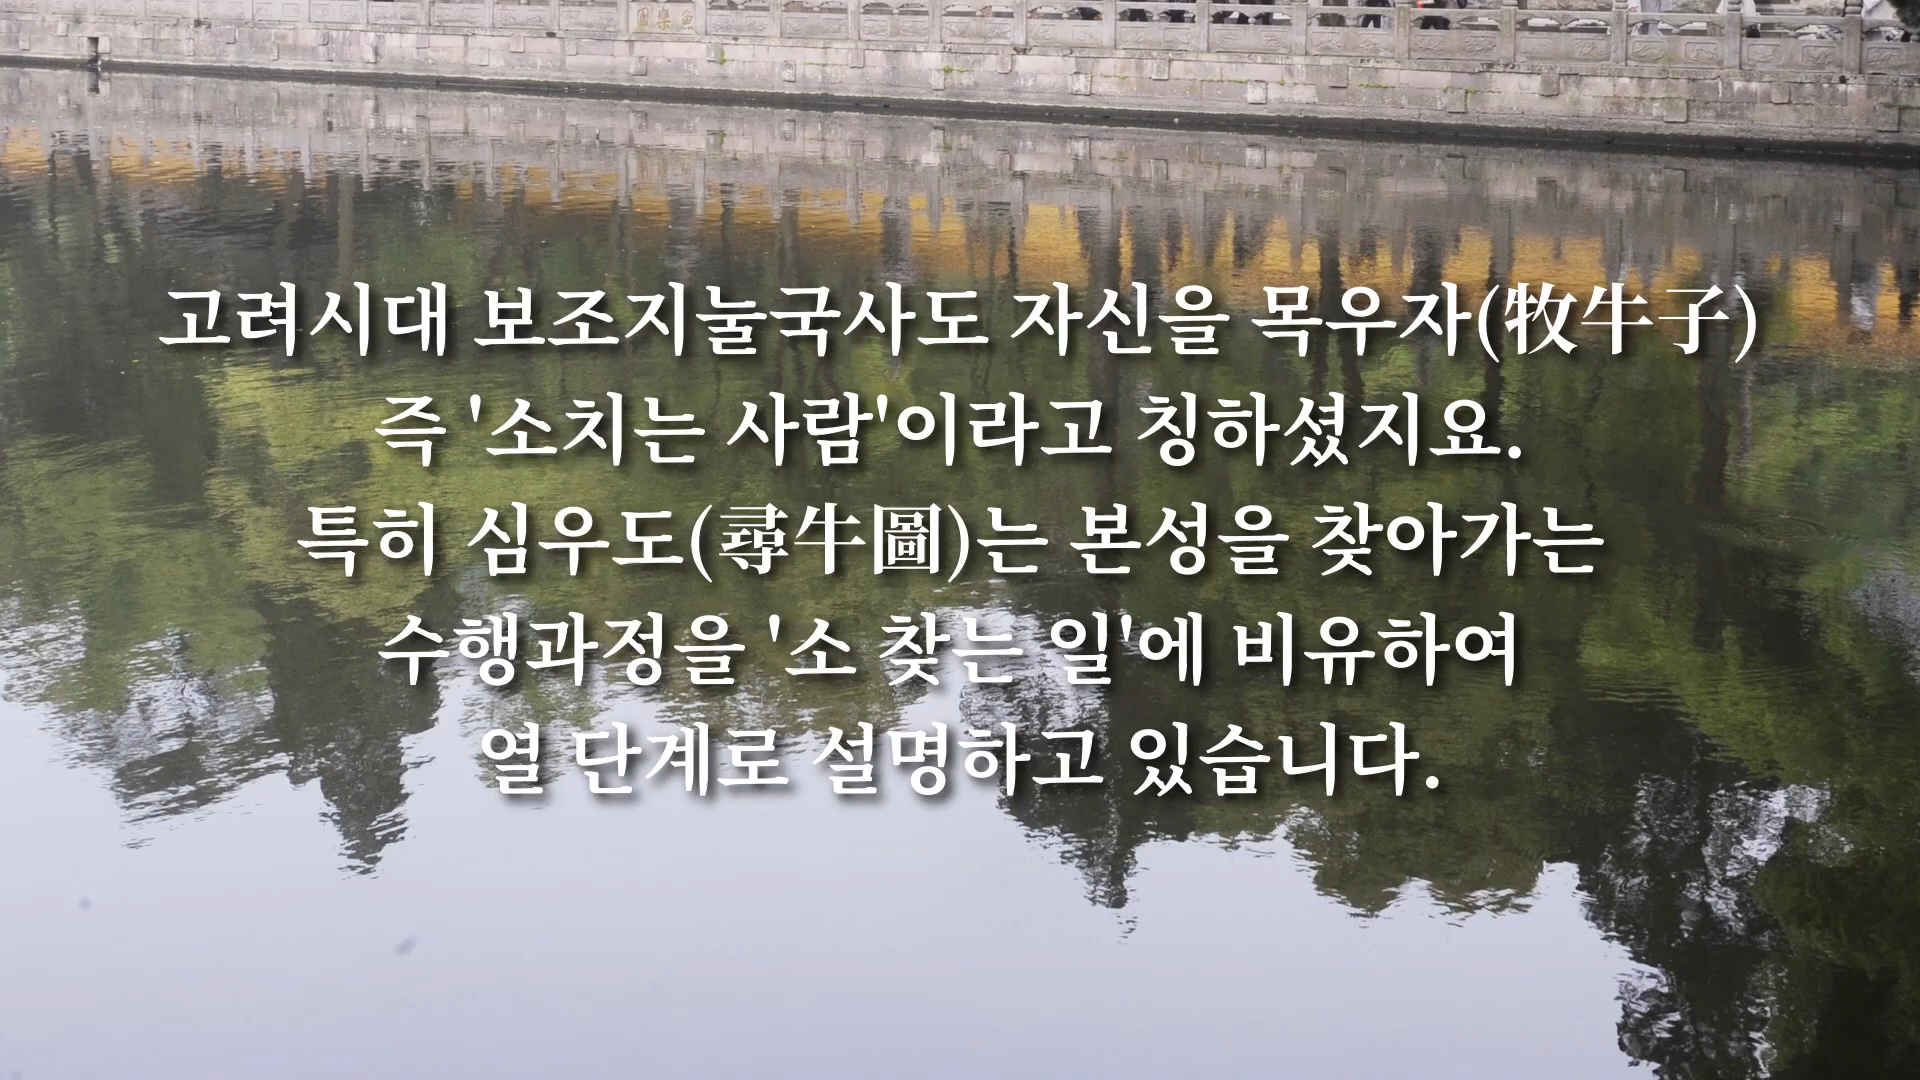 魚樂國
고려시대 보조지눌국사도 자신을 목우자(牧牛子)
즉 '소치는 사람'이라고 칭하셨지요.
특히 심우도(尋牛圖)는 본성을 찾아가는
수행과정을 '소 찾는 일'에 비유하여
열 단계로 설명하고 있습니다.